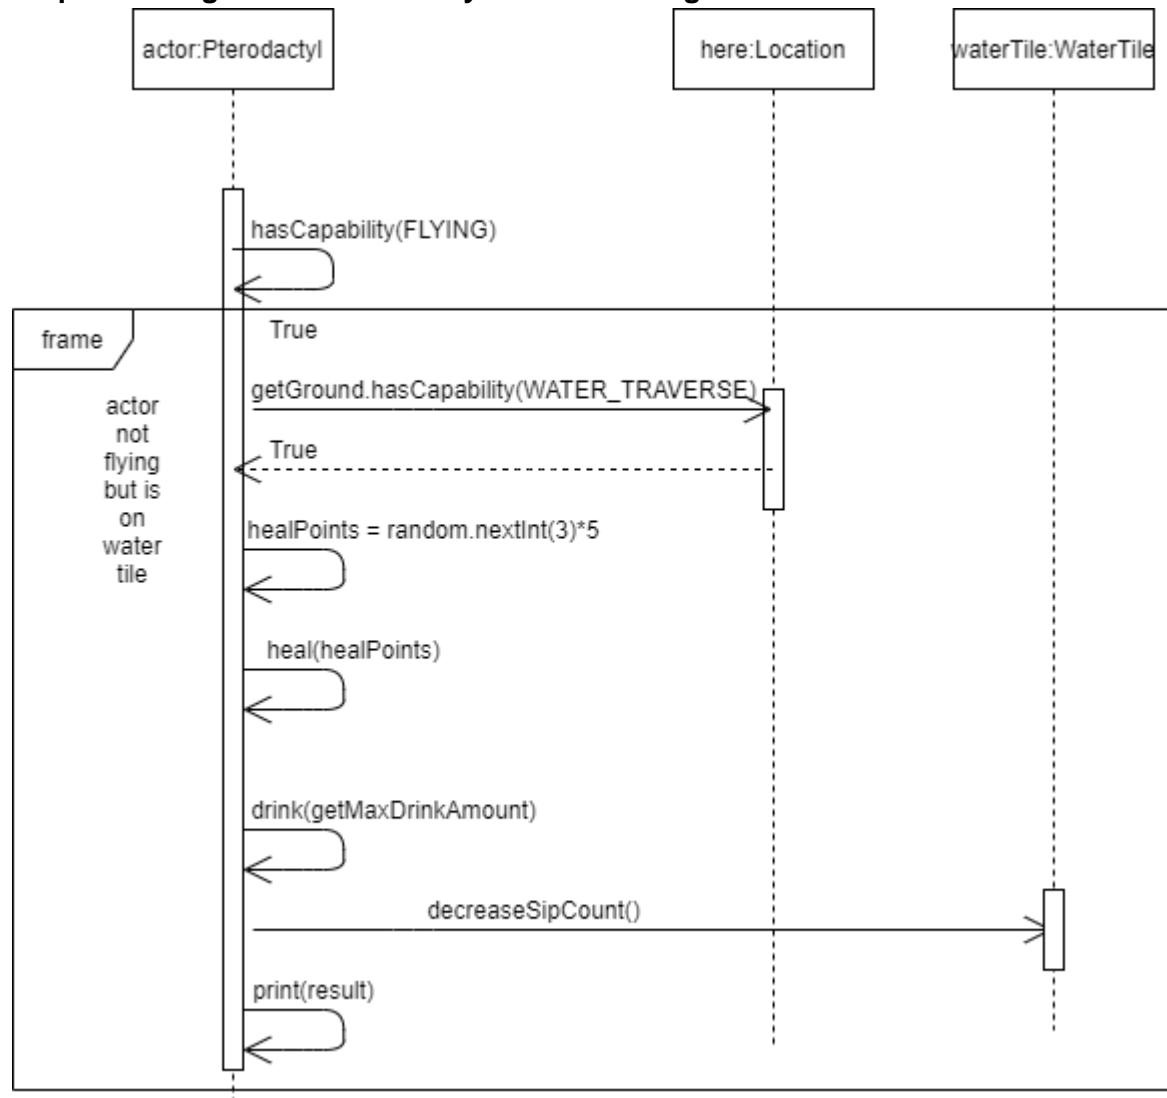 actor:Pterodactyl
here:Location
waterTile:WaterTile
hasCapability(FLYING)
frame
True
getGround.hasCapability(WATER_TRAVERSE)
actor
not
flying
but is
on
water
tile
True
healPoints = random.nextInt(3)*5
heal(healPoints)
drink(getMaxDrinkAmount)
decreaseSipCount()
print(result)